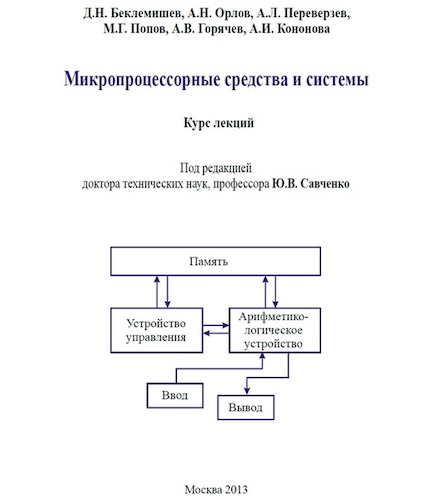 Д.Н. Беклемишев, А.Н. Орлов, А.Л. Переверзев,
М.Г. Попов, А.В. Горячев, А.И. Кононова
Микропроцессорные средства и системы
Курс лекций
Под редакцией
доктора технических наук, профессора Ю.В. Савченко
Память
Устройство
управления
Арифметико-
логическое
устройство
Ввод
Вывод
Москва 2013